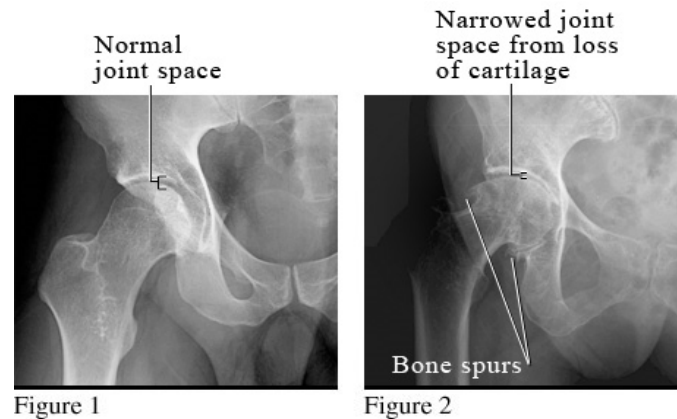 Normal
joint space
Narrowed joint
space from loss
of cartilage
Bone spurs
Figure 1
Figure 2